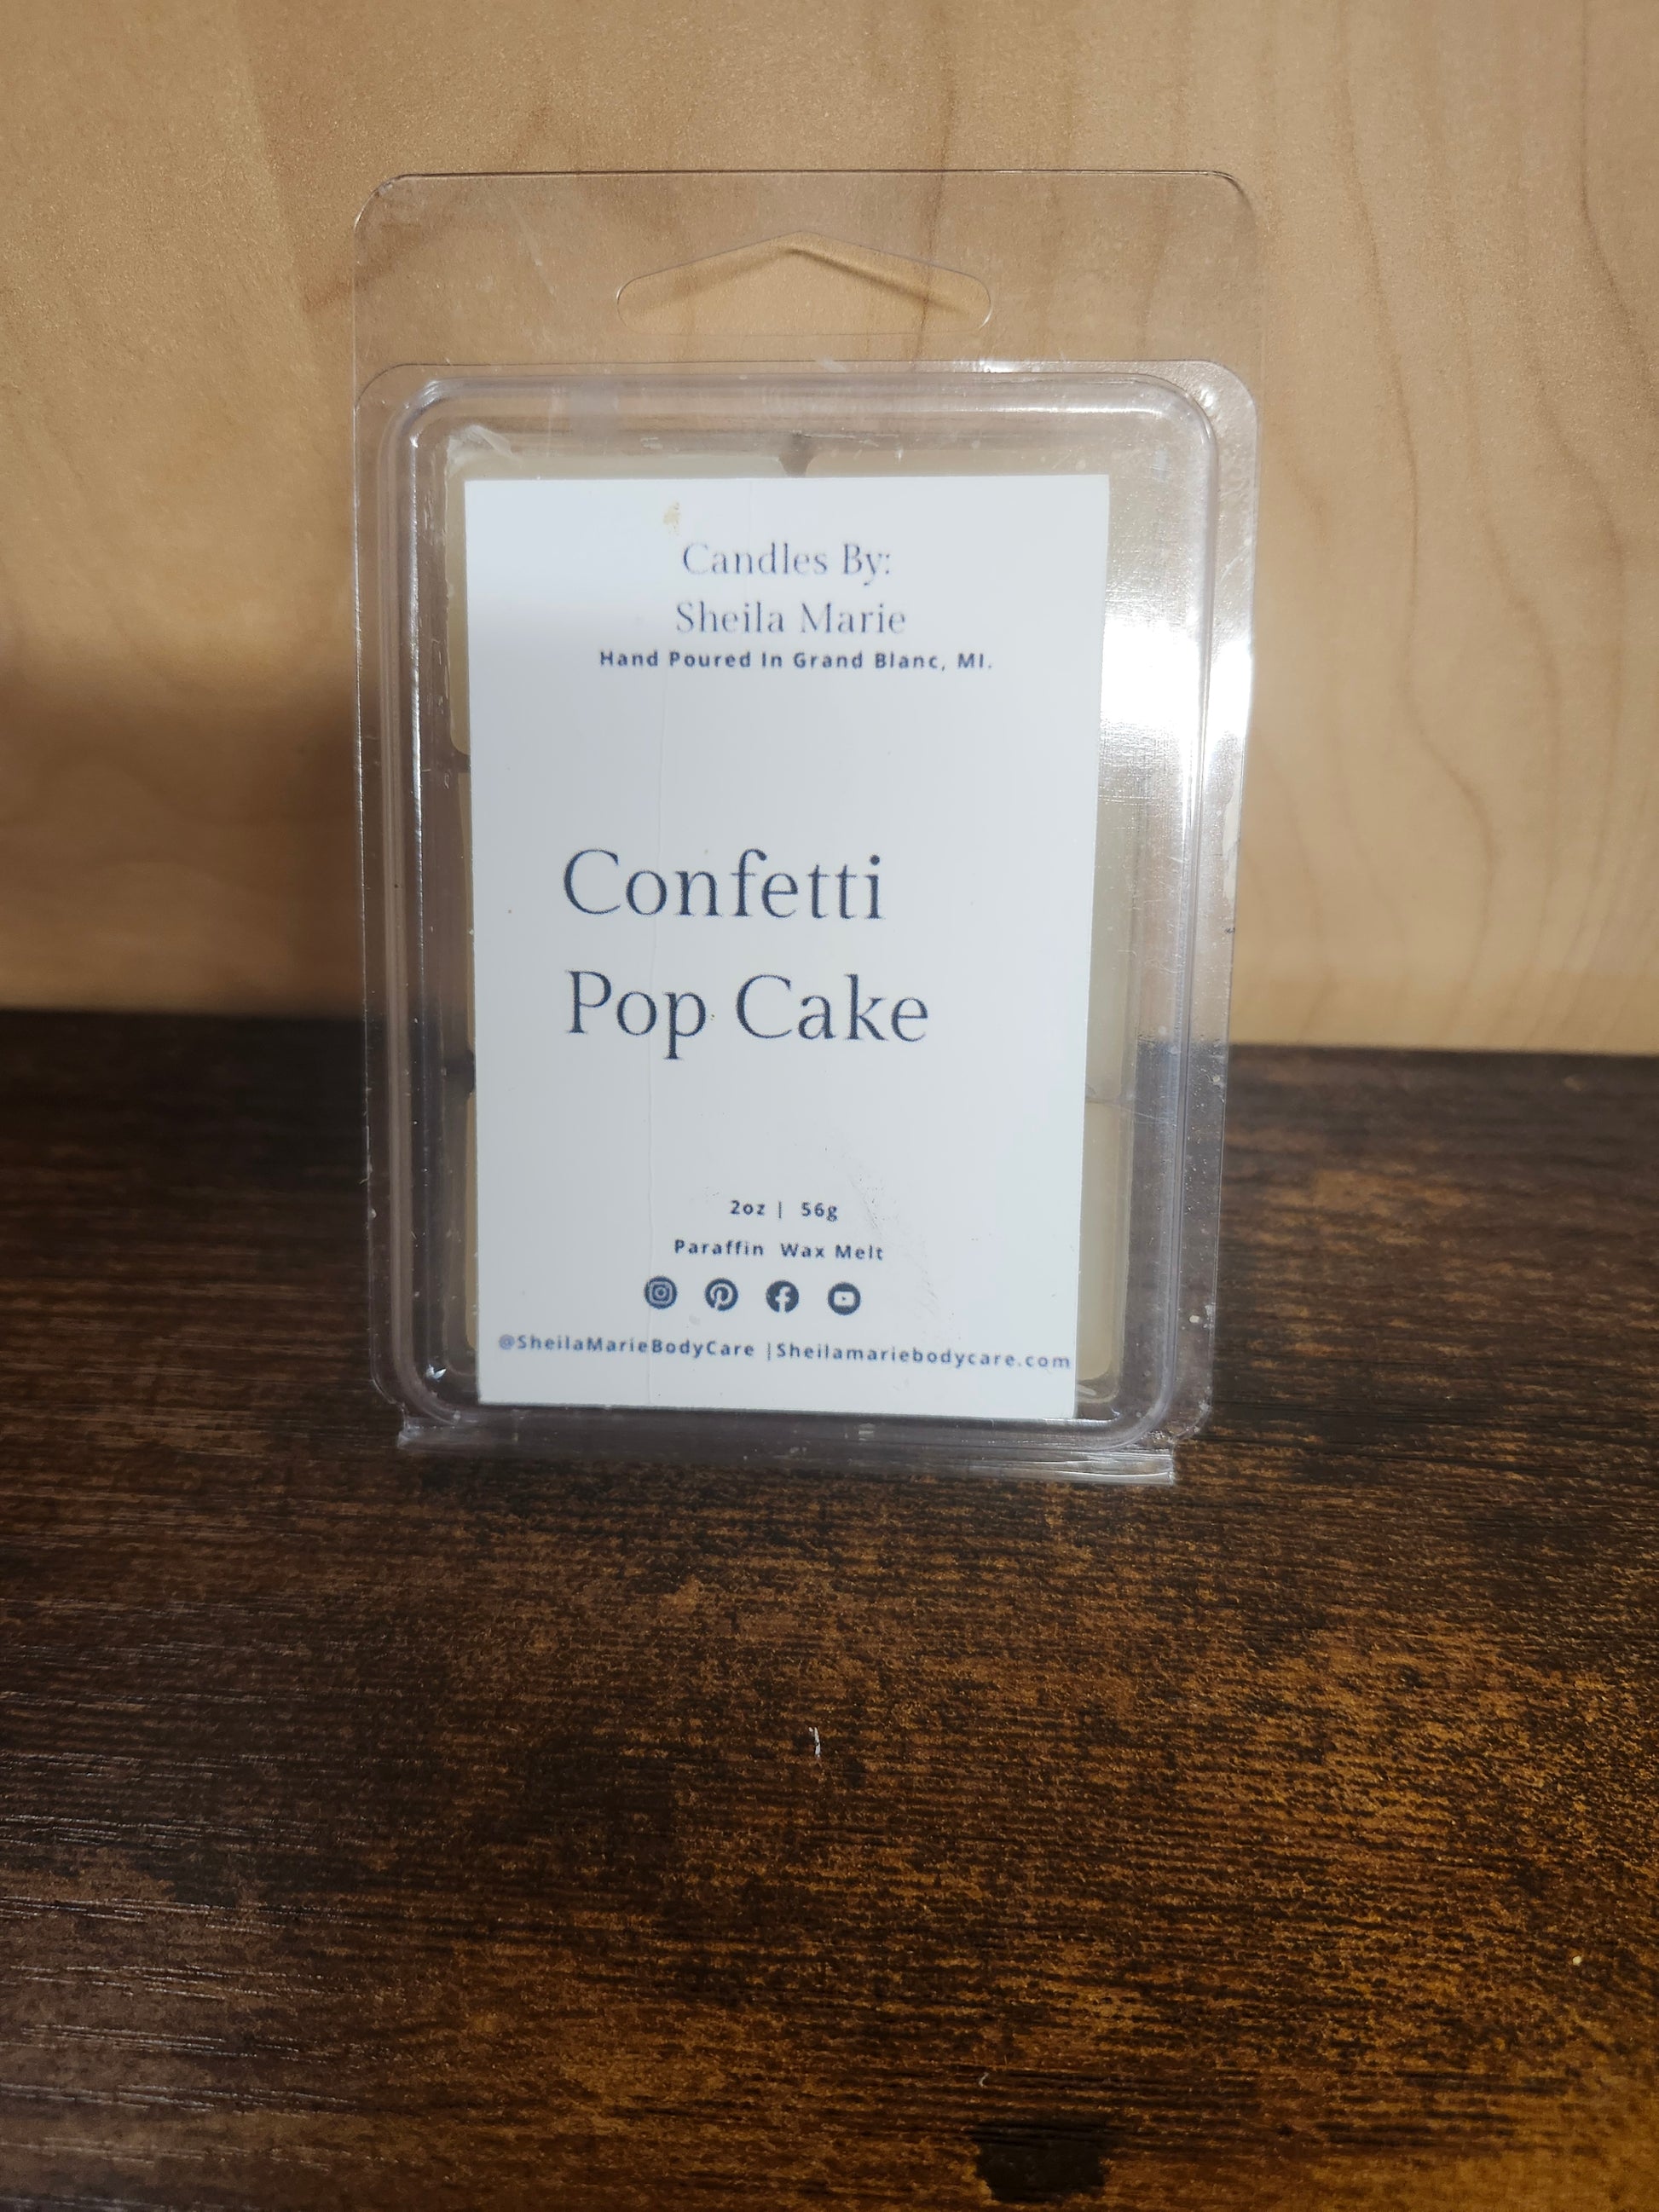 Candles By:
Sheila Marie
Hand Poured In Grand Blanc, MI.
Confetti
Pop Cake
2oz | 56g
Paraffin Wax Melt
@SheilaMarieBodyCare |Sheilamariebodycare.com